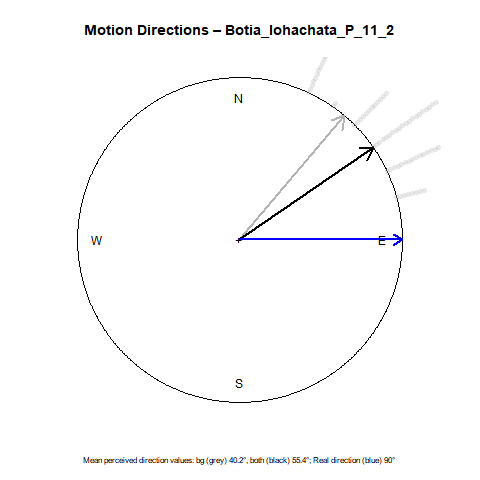 Motion Directions – Botia_lohachata_P_11_2
N
W
E
S
Mean perceived direction values: bg (grey) 40.2°, both (black) 55.4°; Real direction (blue) 90°